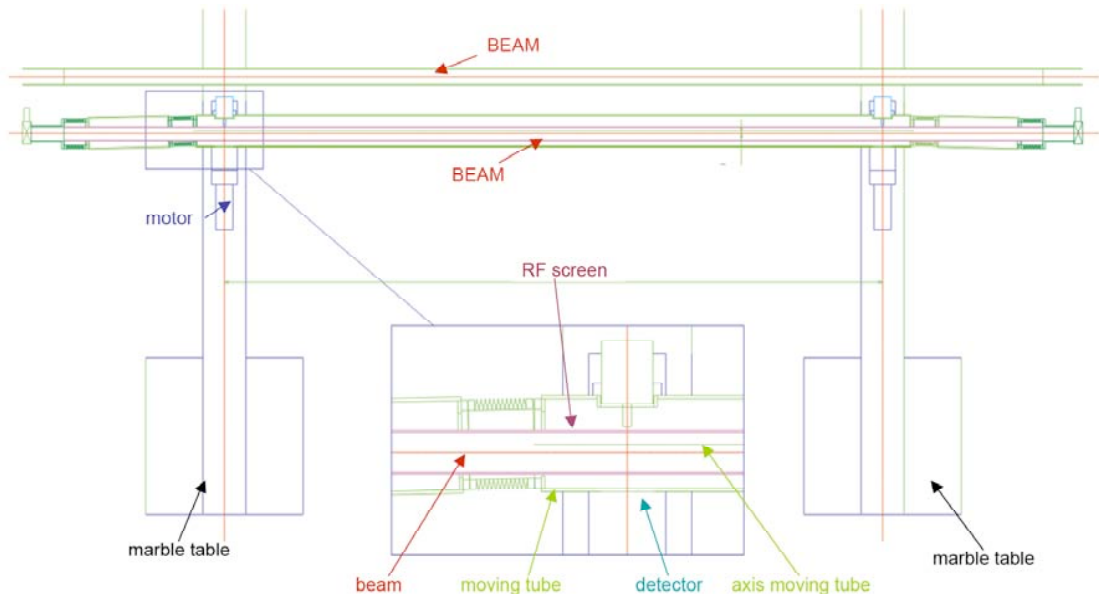 BEAM
BEAM
motor
RF screen
marble table
marble table
beam
moving tube
detector
axis moving tube